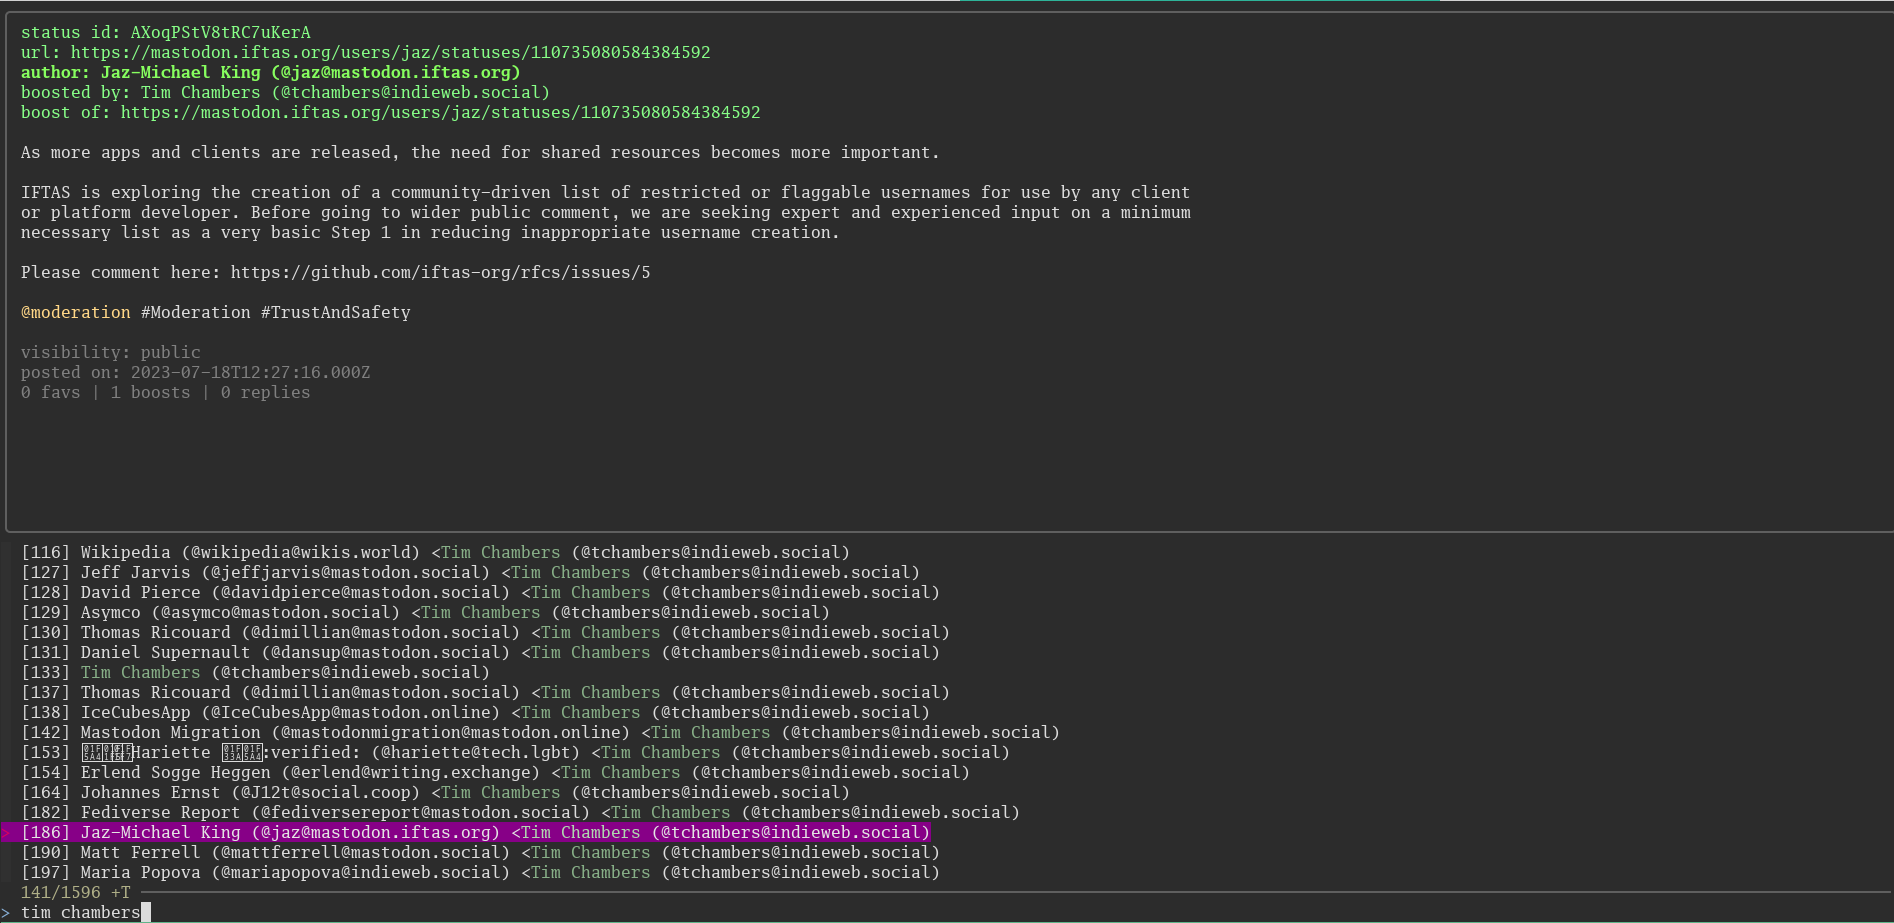 status id: AXoqPStV8tRC7uKerA
url: https://mastodon.iftas.org/users/jaz/statuses/110735080584384592
author: Jaz-Michael King (@jaz@mastodon.iftas.org)
boosted by: Tim Chambers (@tchambers@indieweb.social)
boost of: https://mastodon.iftas.org/users/jaz/statuses/110735080584384592
As more apps and clients are released, the need for shared resources becomes more important.
IFTAS is exploring the creation of a community-driven list of restricted or flaggable usernames for use by any client
or platform developer. Before going to wider public comment, we are seeking expert and experienced input on a minimum
necessary list as a very basic Step 1 in reducing inappropriate username creation.
Please comment here: https://github.com/iftas-org/rfcs/issues/5
@moderation #Moderation #TrustAndSafety
visibility: public
posted on: 2023-07-18T12:27:16.000Z
0 favs | 1 boosts | 0 replies
[116] Wikipedia (@wikipedia@wikis.world) <Tim Chambers (@tchambers@indieweb.social)
[127] Jeff Jarvis (@jeffjarvis@mastodon.social) <Tim Chambers (@tchambers@indieweb.social)
[128] David Pierce (@davidpierce@mastodon.social) <Tim Chambers (@tchambers@indieweb.social)
[129] Asymco (@asymco@mastodon.social) <Tim Chambers (@tchambers@indieweb.social)
[130] Thomas Ricouard (@dimillian@mastodon.social) <Tim Chambers (@tchambers@indieweb.social)
[131] Daniel Supernault (@dansup@mastodon.social) <Tim Chambers (@tchambers@indieweb.social)
[133] Tim Chambers (@tchambers@indieweb.social)
[137] Thomas Ricouard (@dimillian@mastodon.social) <Tim Chambers (@tchambers@indieweb.social)
[138] IceCubesApp (@IceCubesApp@mastodon.online) <Tim Chambers (@tchambers@indieweb.social)
[142] Mastodon Migration (@mastodonmigration@mastodon.online) <Tim Chambers (@tchambers@indieweb.social)
[153] Hariette :verified: (@hariette@tech.lgbt) <Tim Chambers (@tchambers@indieweb.social)
[154] Erlend Sogge Heggen (@erlend@writing.exchange) <Tim Chambers (@tchambers@indieweb.social)
[164] Johannes Ernst (@J12t@social.coop) <Tim Chambers (@tchambers@indieweb.social)
[182] Fediverse Report (@fediversereport@mastodon.social) <Tim Chambers (@tchambers@indieweb.social)
> [186] Jaz-Michael King (@jaz@mastodon.iftas.org) <Tim Chambers (@tchambers@indieweb.social)
[190] Matt Ferrell (@mattferrell@mastodon.social) <Tim Chambers (@tchambers@indieweb.social)
[197] Maria Popova (@mariapopova@indieweb.social) <Tim Chambers (@tchambers@indieweb.social)
141/1596 +T
> tim chambers